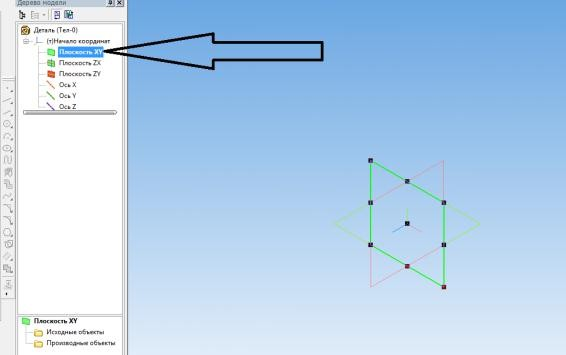 Дерево модели
Деталь (Тел-0)
(т)Начало координат
Плоскость XY
Плоскость ZX
Плоскость ZY
Ось X
Ось Y
Ось Z
Плоскость XY
Исходные объекты
Производные объекты